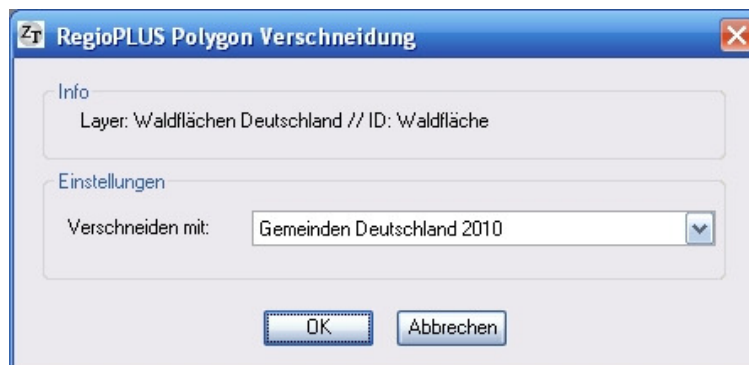 ZT RegioPLUS Polygon Verschneidung
Info
Layer: Waldflächen Deutschland // ID: Waldfläche
Einstellungen
Verschneiden mit: Gemeinden Deutschland 2010
OK Abbrechen